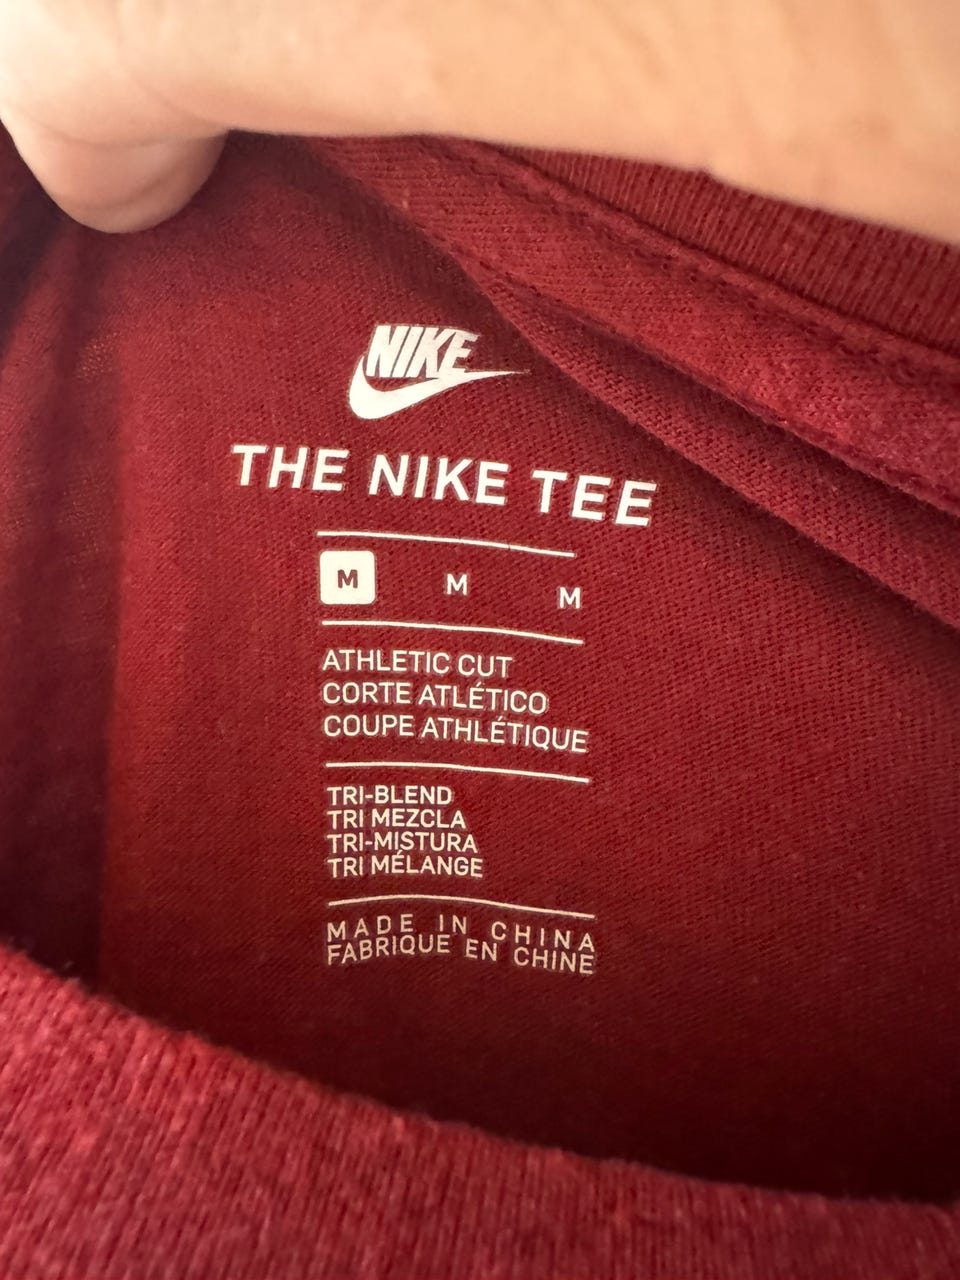 NIKE
THE NIKE TEE
M M M
ATHLETIC CUT
CORTE ATLÉTICO
COUPE ATHLÉTIQUE
TRI-BLEND
TRI MEZCLA
TRI-MISTURA
TRI MÉLANGE
MADE IN CHINA
FABRIQUE EN CHINE